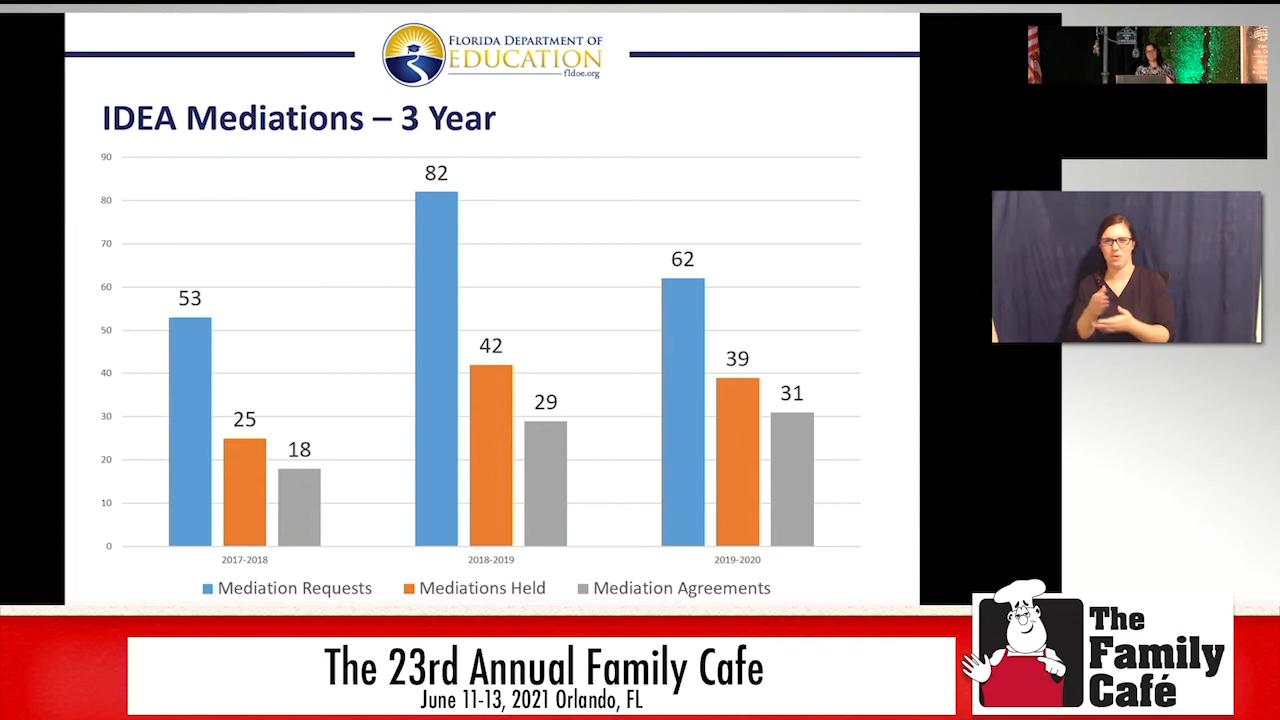 FLORIDA DEPARTMENT OF
EDUCATION
fldoe.org
IDEA Mediations – 3 Year
90
80
70
60
50
40
30
20
10
0
53
25
18
82
42
29
62
39
31
2017-2018
2018-2019
2019-2020
Mediation Requests
Mediations Held
Mediation Agreements
The 23rd Annual Family Cafe
June 11-13, 2021 Orlando, FL
The
Family
Café